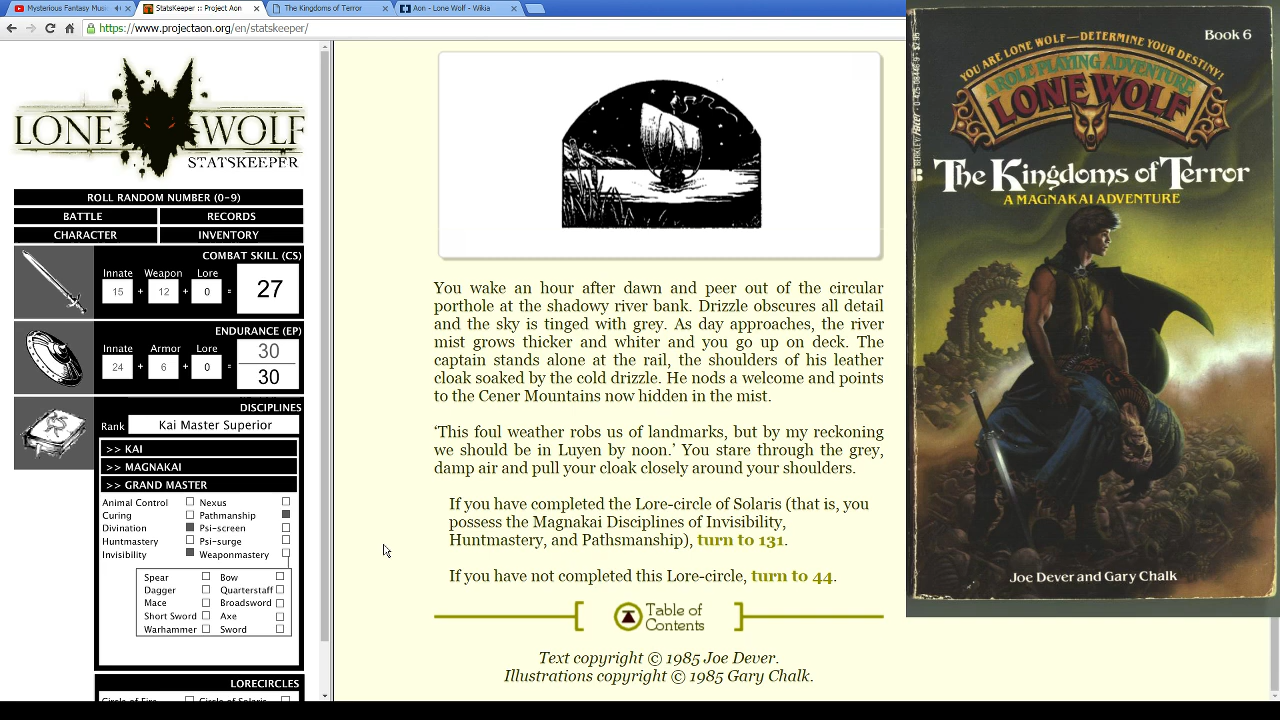 Mysterious Fantasy Musi
StatsKeeper :: Project Aon
The Kingdoms of Terror
Aon - Lone Wolf - Wikia
https://www.projectaon.org/en/statskeeper/
LONE WOLF
STATSKEEPER
ROLL RANDOM NUMBER (0-9)
BATTLE RECORDS
CHARACTER INVENTORY
COMBAT SKILL (CS)
Innate Weapon Lore
15 + 12 + 0 = 27
ENDURANCE (EP)
Innate Armor Lore
24 + 6 + 0 = 30
30
DISCIPLINES
Rank Kai Master Superior
>> KAI
>> MAGNAKAI
>> GRAND MASTER
Animal Control Nexus
Curing Pathmanship
Divination Psi-screen
Huntmastery Psi-surge
Invisibility Weaponmastery
Spear Bow
Dagger Quarterstaff
Mace Broadsword
Short Sword Axe
Warhammer Sword
LORECIRCLES
Circle of Fire Circle of Solaris
You wake an hour after dawn and peer out of the circular
porthole at the shadowy river bank. Drizzle obscures all detail
and the sky is tinged with grey. As day approaches, the river
mist grows thicker and whiter and you go up on deck. The
captain stands alone at the rail, the shoulders of his leather
cloak soaked by the cold drizzle. He nods a welcome and points
to the Cener Mountains now hidden in the mist.
‘This foul weather robs us of landmarks, but by my reckoning
we should be in Luyen by noon.’ You stare through the grey,
damp air and pull your cloak closely around your shoulders.
If you have completed the Lore-circle of Solaris (that is, you
possess the Magnakai Disciplines of Invisibility,
Huntmastery, and Pathsmanship), turn to 131.
If you have not completed this Lore-circle, turn to 44.
Table of
Contents
Text copyright © 1985 Joe Dever.
Illustrations copyright © 1985 Gary Chalk.
Book 6
YOU ARE LONE WOLF—DETERMINE YOUR DESTINY!
A ROLE PLAYING ADVENTURE
LONE WOLF
The Kingdoms of Terror
A MAGNAKAI ADVENTURE
Joe Dever and Gary Chalk